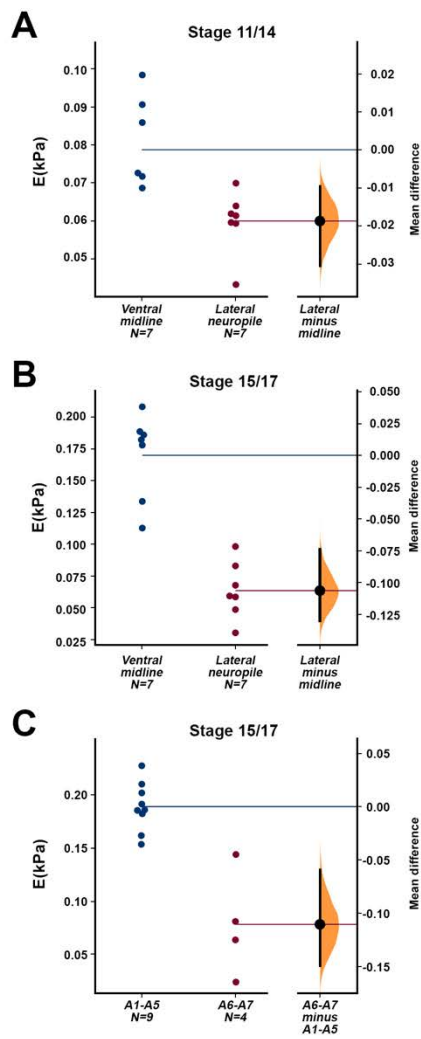 A
Stage 11/14
E(kPa)
0.10
0.09
0.08
0.07
0.06
0.05
0.02
0.01
0.00
-0.01
-0.02
-0.03
Mean difference
Ventral
midline
N=7
Lateral
neuropile
N=7
Lateral
minus
midline
B
Stage 15/17
E(kPa)
0.200
0.175
0.150
0.125
0.100
0.075
0.050
0.025
0.050
0.025
0.000
-0.025
-0.050
-0.075
-0.100
-0.125
Mean difference
Ventral
midline
N=7
Lateral
neuropile
N=7
Lateral
minus
midline
C
Stage 15/17
E(kPa)
0.20
0.15
0.10
0.05
0.05
0.00
-0.05
-0.10
-0.15
Mean difference
A1-A5
N=9
A6-A7
N=4
A6-A7
minus
A1-A5